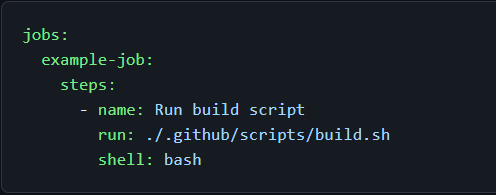 jobs:
  example-job:
    steps:
      - name: Run build script
        run: ./.github/scripts/build.sh
        shell: bash